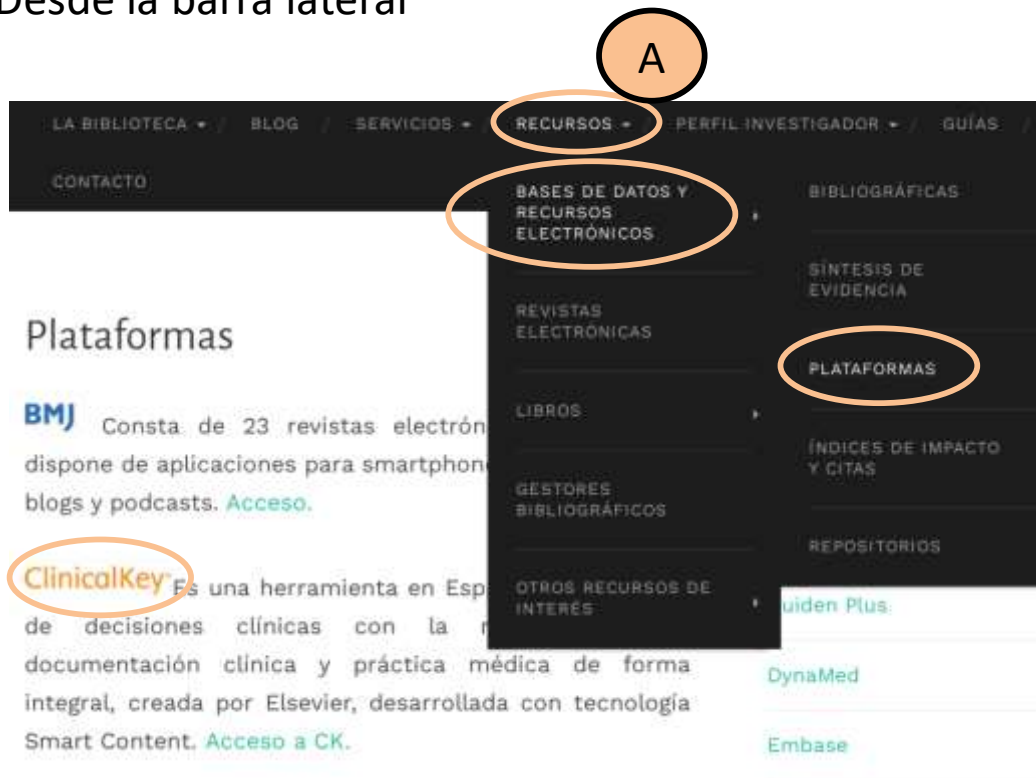 Desde la barra lateral
A
LA BIBLIOTECA / BLOG / SERVICIOS / RECURSOS / PERFIL INVESTIGADOR / GUÍAS /
CONTACTO
BASES DE DATOS Y
RECURSOS
ELECTRÓNICOS
REVISTAS
ELECTRÓNICAS
LIBROS
GESTORES
BIBLIOGRÁFICOS
OTROS RECURSOS DE
INTERÉS
BIBLIOGRÁFICAS
SÍNTESIS DE
EVIDENCIA
PLATAFORMAS
ÍNDICES DE IMPACTO
Y CITAS
REPOSITORIOS
Plataformas
BMJ Consta de 23 revistas electrón
dispone de aplicaciones para smartphon
blogs y podcasts. Acceso.
ClinicalKey Es una herramienta en Esp
de decisiones clínicas con la
documentación clínica y práctica médica de forma
integral, creada por Elsevier, desarrollada con tecnología
Smart Content. Acceso a CK.
uiden Plus
DynaMed
Embase